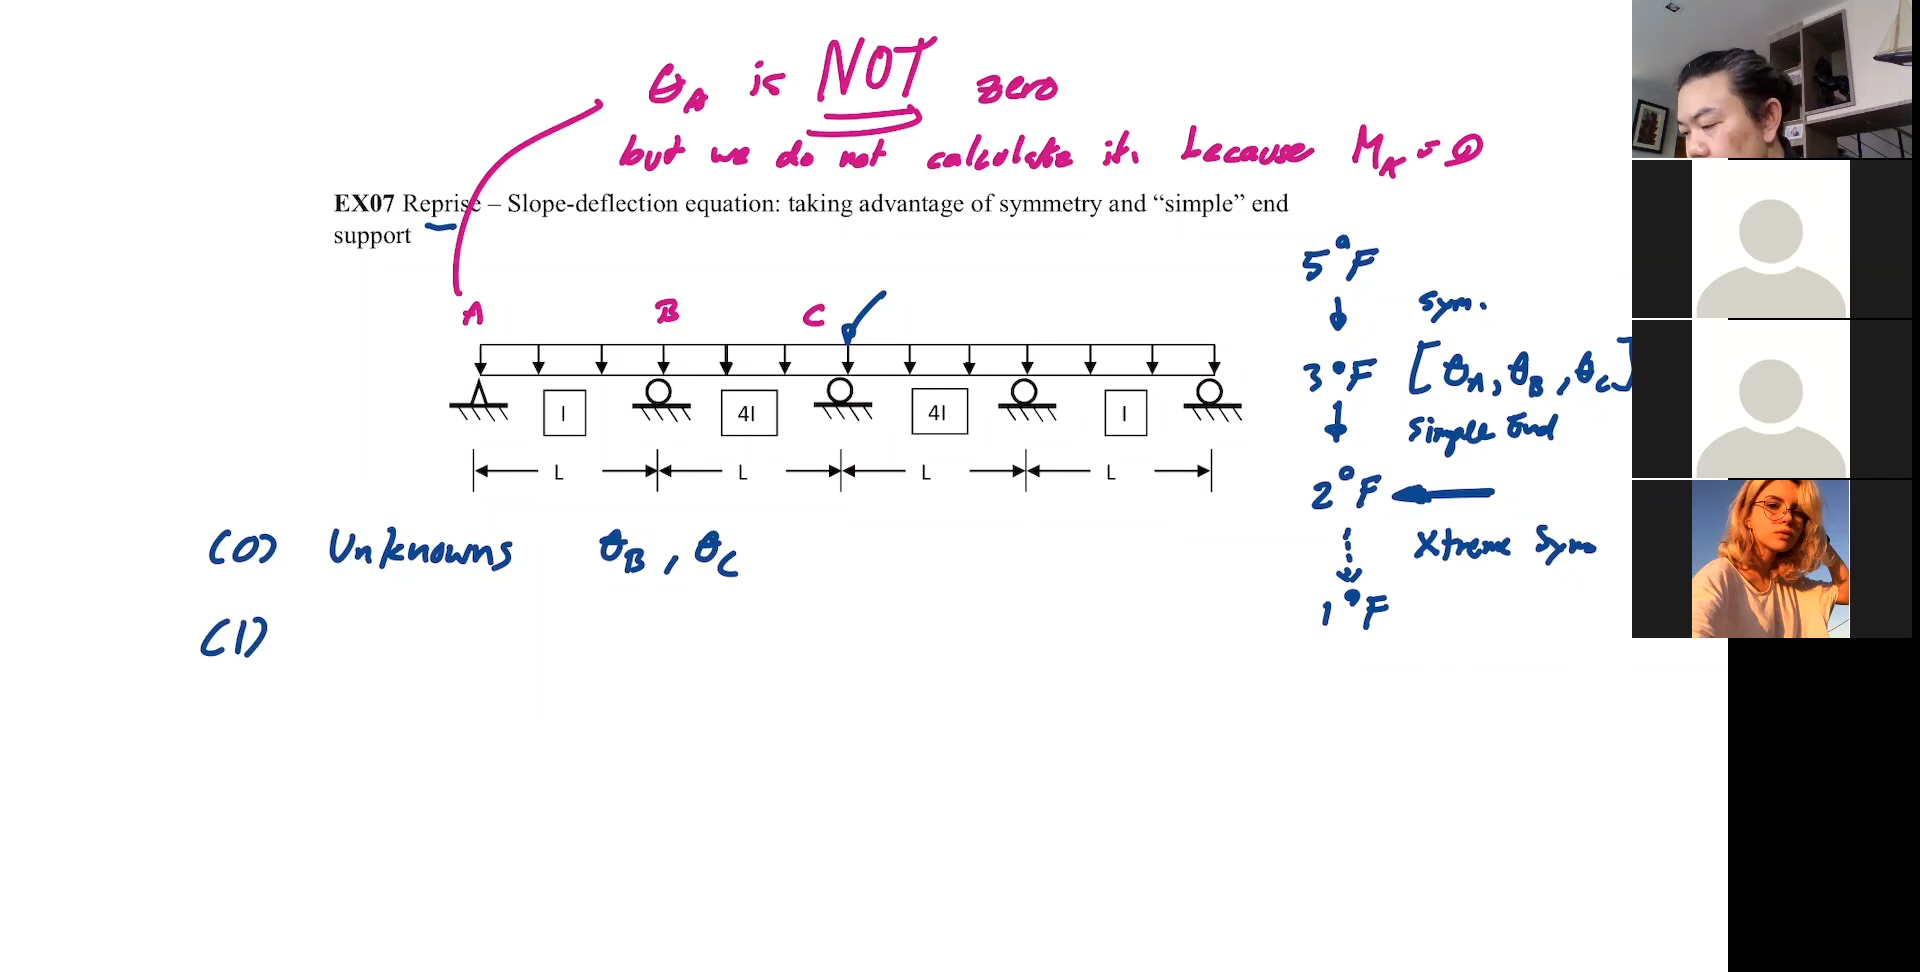 θA is NOT zero
but we do not calculate it, because MA = 0
EX07 Reprise – Slope-deflection equation: taking advantage of symmetry and “simple” end
support
A B C
I 4I 4I I
L L L L
5°F
sym.
3°F [θA, θB, θC]
simple End
2°F
Xtreme Sym
1°F
(0) Unknowns θB, θC
(1)